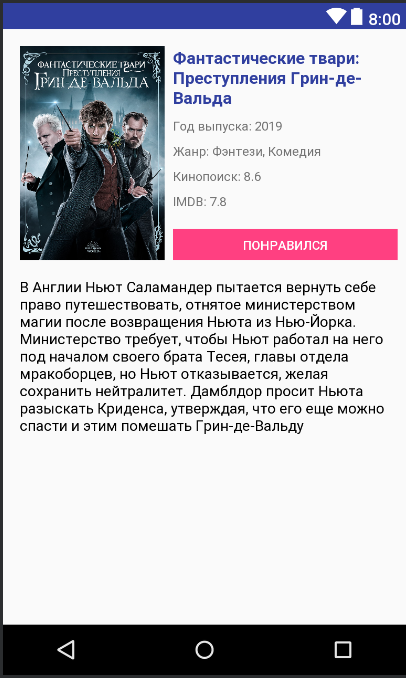 8:00
ФАНТАСТИЧЕСКИЕ ТВАРИ
ПРЕСТУПЛЕНИЯ
ГРИН ДЕ ВАЛЬДА
Фантастические твари:
Преступления Грин-де-
Вальда
Год выпуска: 2019
Жанр: Фэнтези, Комедия
Кинопоиск: 8.6
IMDB: 7.8
ПОНРАВИЛСЯ
В Англии Ньют Саламандер пытается вернуть себе
право путешествовать, отнятое министерством
магии после возвращения Ньюта из Нью-Йорка.
Министерство требует, чтобы Ньют работал на него
под началом своего брата Тесея, главы отдела
мракоборцев, но Ньют отказывается, желая
сохранить нейтралитет. Дамблдор просит Ньюта
разыскать Криденса, утверждая, что его еще можно
спасти и этим помешать Грин-де-Вальду